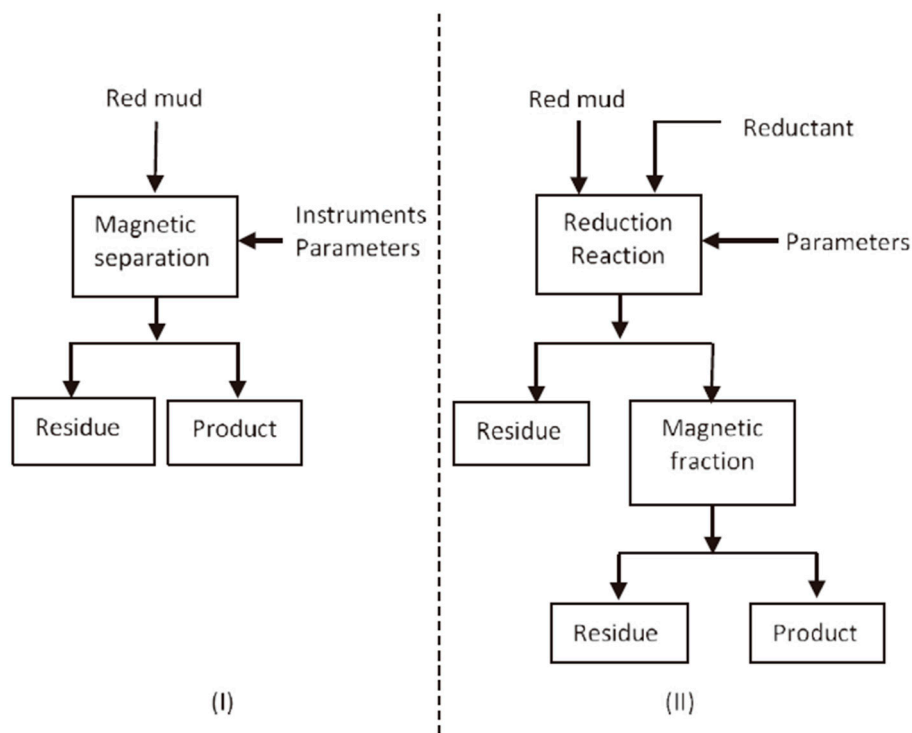 Red mud
Magnetic
separation
Instruments
Parameters
Residue
Product
(I)
Red mud
Reductant
Reduction
Reaction
Parameters
Residue
Magnetic
fraction
Residue
Product
(II)